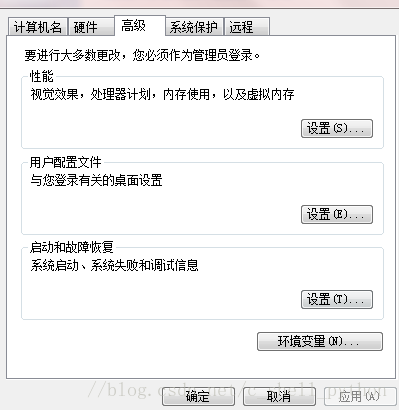 计算机名 硬件 高级 系统保护 远程
要进行大多数更改，您必须作为管理员登录。
性能
视觉效果，处理器计划，内存使用，以及虚拟内存
设置(S)...
用户配置文件
与您登录有关的桌面设置
设置(E)...
启动和故障恢复
系统启动、系统失败和调试信息
设置(T)...
环境变量(N)...
确定 取消 应用(A)